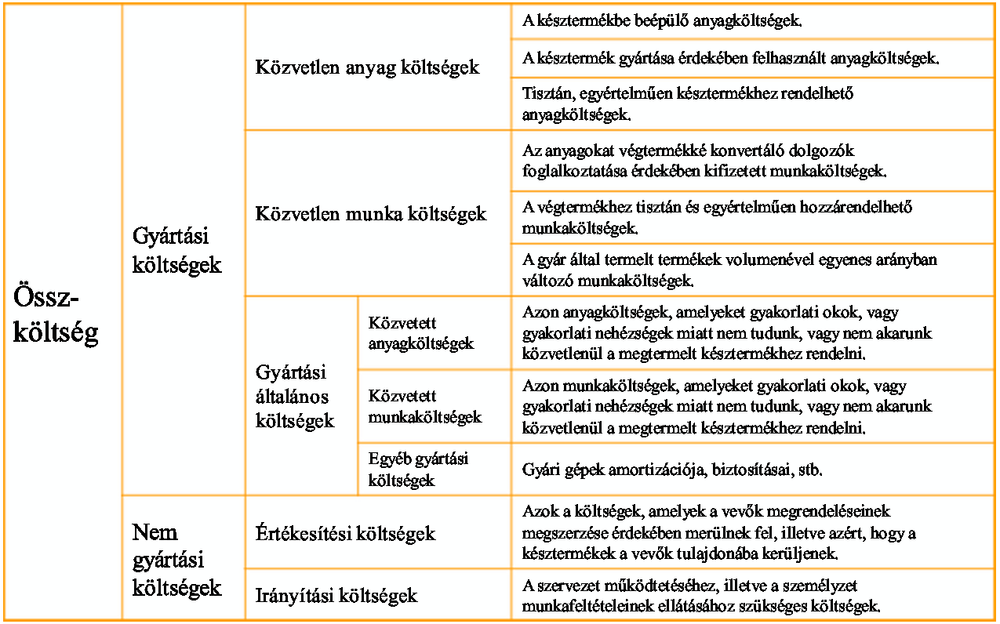 Össz-
költség
Gyártási
költségek
Közvetlen anyag költségek
A késztermékbe beépülő anyagköltségek.
A késztermék gyártása érdekében felhasznált anyagköltségek.
Tisztán, egyértelműen késztermékhez rendelhető
anyagköltségek.
Közvetlen munka költségek
Az anyagokat végtermékké konvertáló dolgozók
foglalkoztatása érdekében kifizetett munkaköltségek.
A végtermékhez tisztán és egyértelműen hozzárendelhető
munkaköltségek.
A gyár által termelt termékek volumenével egyenes arányban
változó munkaköltségek.
Gyártási
általános
költségek
Közvetett
anyagköltségek
Azon anyagköltségek, amelyeket gyakorlati okok, vagy
gyakorlati nehézségek miatt nem tudunk, vagy nem akarunk
közvetlenül a megtermelt késztermékhez rendelni.
Közvetett
munkaköltségek
Azon munkaköltségek, amelyeket gyakorlati okok, vagy
gyakorlati nehézségek miatt nem tudunk, vagy nem akarunk
közvetlenül a megtermelt késztermékhez rendelni.
Egyéb gyártási
költségek
Gyári gépek amortizációja, biztosításai, stb.
Nem
gyártási
költségek
Értékesítési költségek
Azok a költségek, amelyek a vevők megrendeléseinek
megszerzése érdekében merülnek fel, illetve azért, hogy a
késztermékek a vevők tulajdonába kerüljenek.
Irányítási költségek
A szervezet működtetéséhez, illetve a személyzet
munkafeltételeinek ellátásához szükséges költségek.